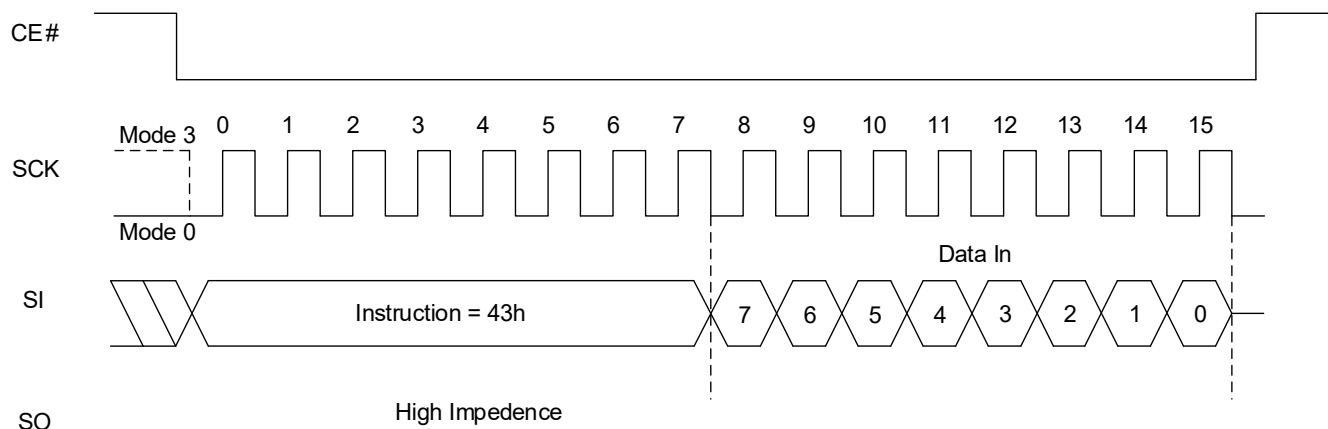 CE#
Mode 3
0 1 2 3 4 5 6 7 8 9 10 11 12 13 14 15
SCK
Mode 0
Data In
SI
Instruction = 43h
7 6 5 4 3 2 1 0
High Impedence
SO